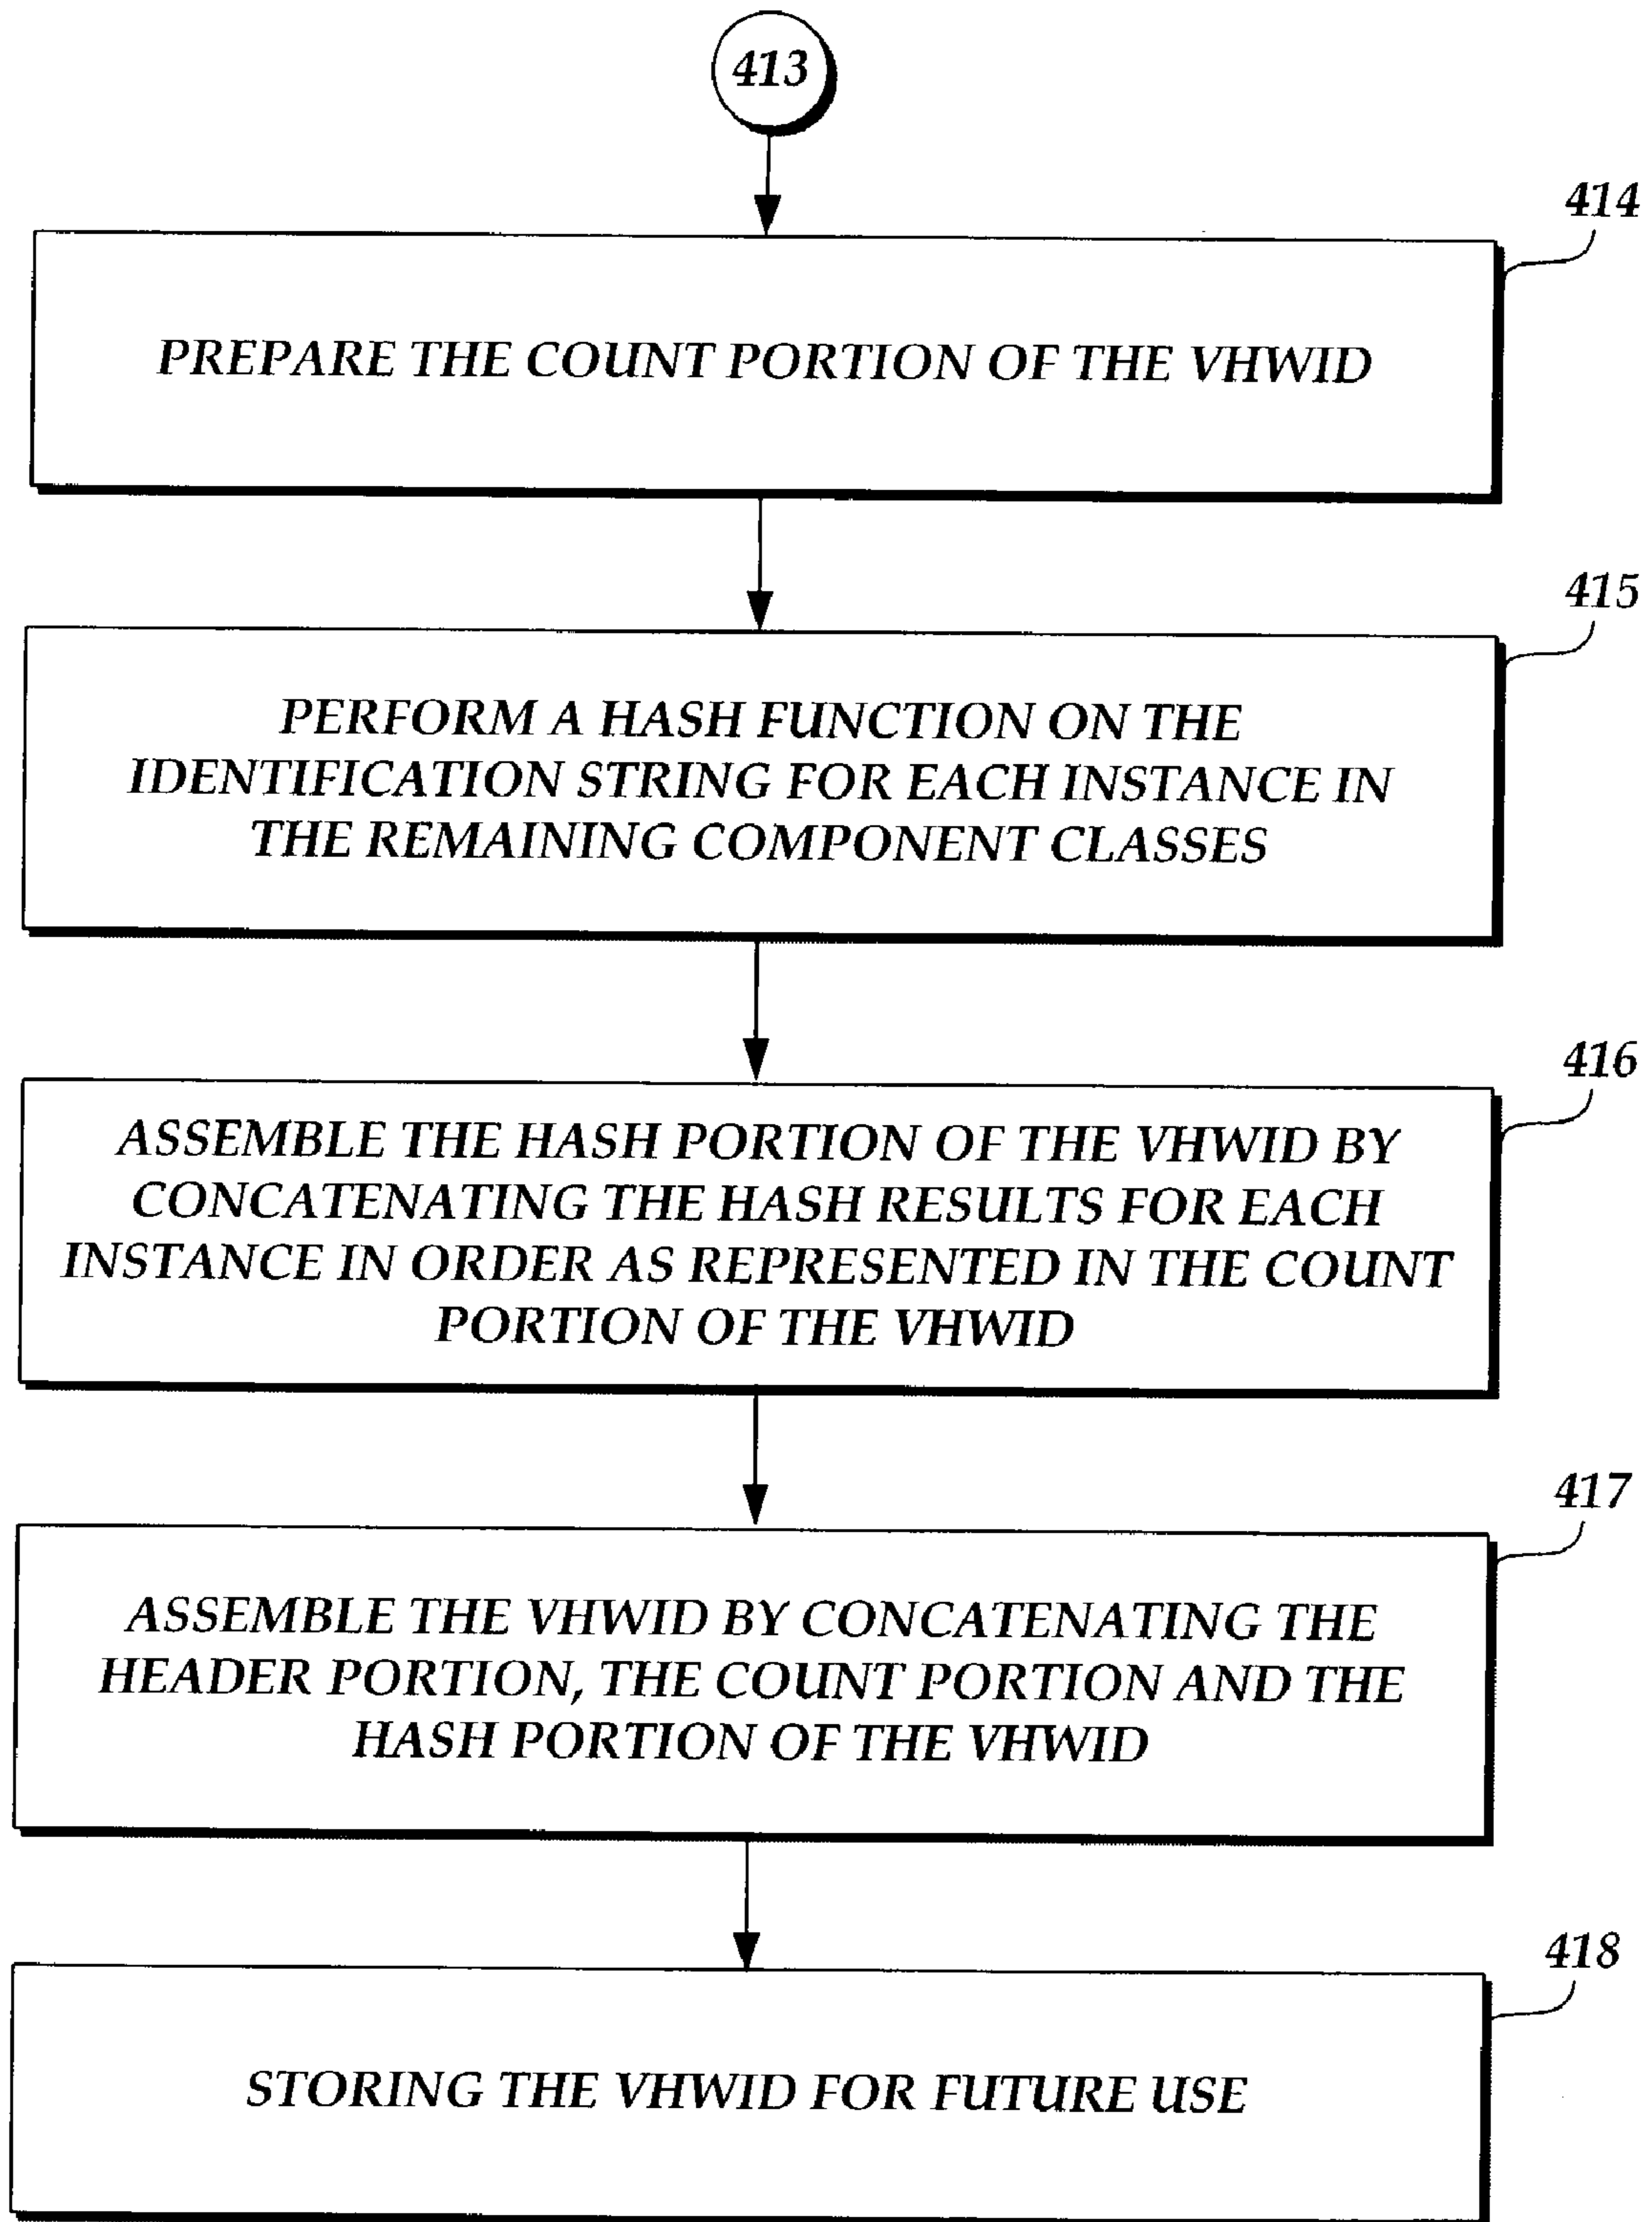 413
414
PREPARE THE COUNT PORTION OF THE VHWID
415
PERFORM A HASH FUNCTION ON THE
IDENTIFICATION STRING FOR EACH INSTANCE IN
THE REMAINING COMPONENT CLASSES
416
ASSEMBLE THE HASH PORTION OF THE VHWID BY
CONCATENATING THE HASH RESULTS FOR EACH
INSTANCE IN ORDER AS REPRESENTED IN THE COUNT
PORTION OF THE VHWID
417
ASSEMBLE THE VHWID BY CONCATENATING THE
HEADER PORTION, THE COUNT PORTION AND THE
HASH PORTION OF THE VHWID
418
STORING THE VHWID FOR FUTURE USE